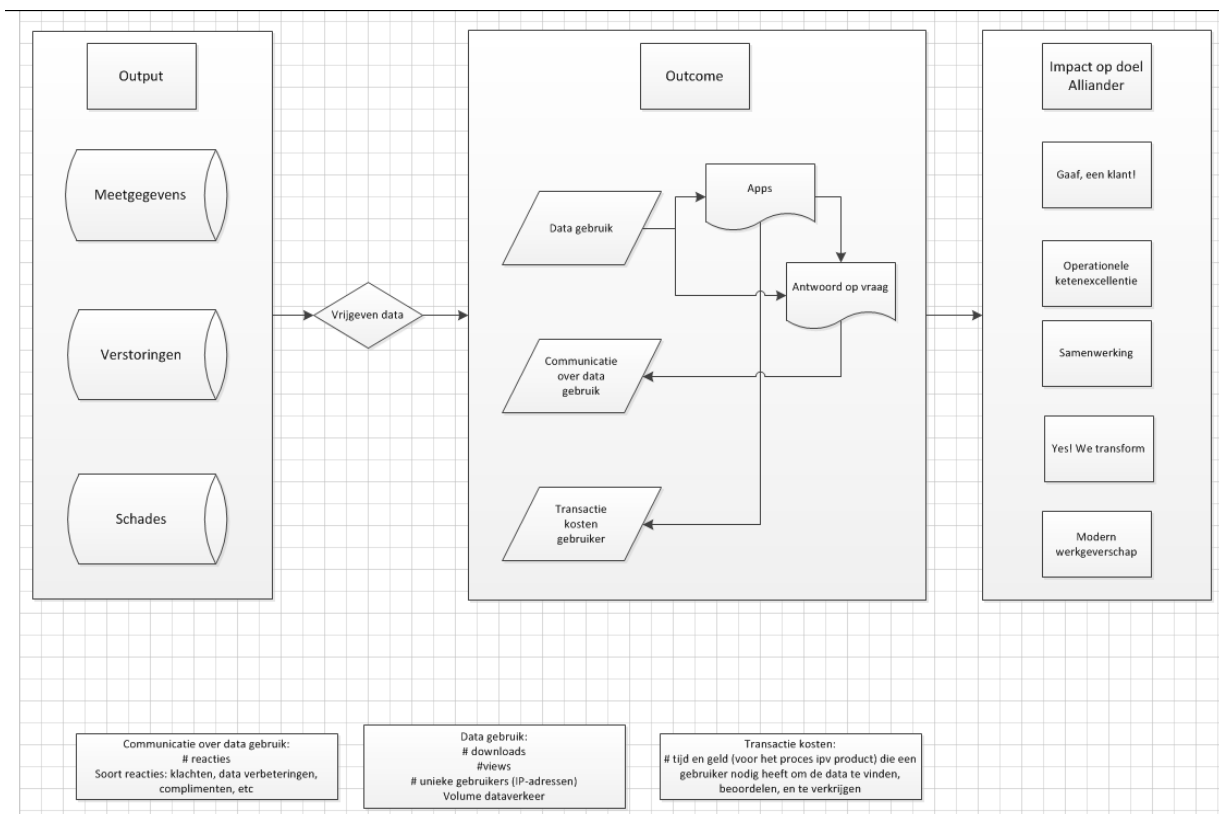 Output
Meetgegevens
Verstoringen
Schades
Vrijgeven data
Outcome
Data gebruik
Apps
Antwoord op vraag
Communicatie
over data
gebruik
Transactie
kosten
gebruiker
Impact op doel
Alliander
Gaaf, een klant!
Operationele
ketenexcellentie
Samenwerking
Yes! We transform
Modern
werkgeverschap
Communicatie over data gebruik:
# reacties
Soort reacties: klachten, data verbeteringen,
complimenten, etc
Data gebruik:
# downloads
#views
# unieke gebruikers (IP-adressen)
Volume dataverkeer
Transactie kosten:
# tijd en geld (voor het proces ipv product) die een
gebruiker nodig heeft om de data te vinden,
beoordelen, en te verkrijgen